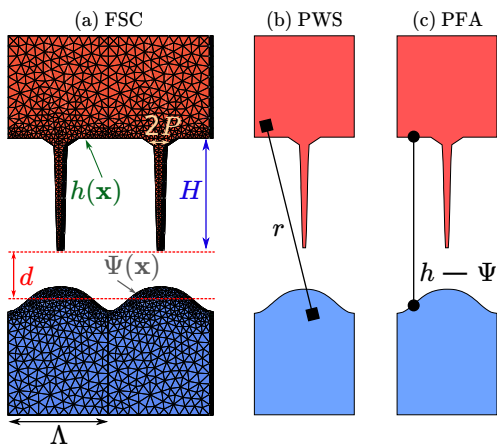 (a) FSC
(b) PWS
(c) PFA
2P
h(x)
H
r
d
Ψ(x)
h — Ψ
Λ